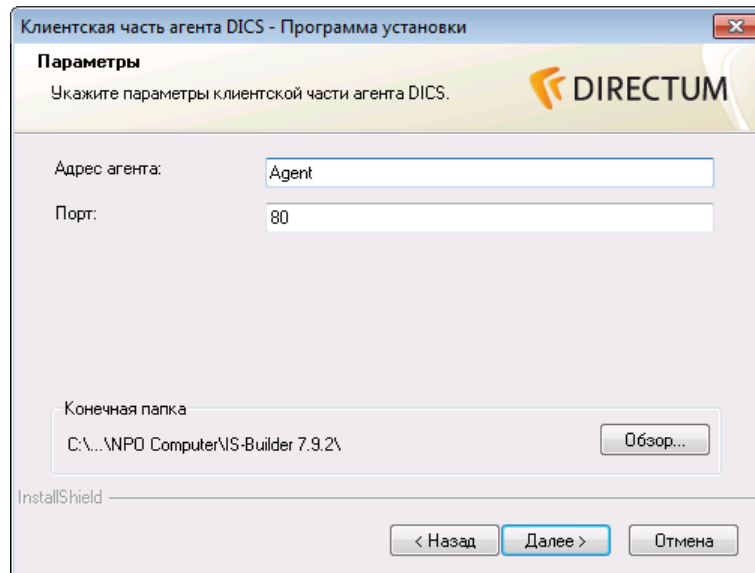 Клиентская часть агента DICS - Программа установки
Параметры
Укажите параметры клиентской части агента DICS.
DIRECTUM
Адрес агента:
Agent
Порт:
80
Конечная папка
C:\...\NPO Computer\IS-Builder 7.9.2\
Обзор...
InstallShield
< Назад
Далее >
Отмена